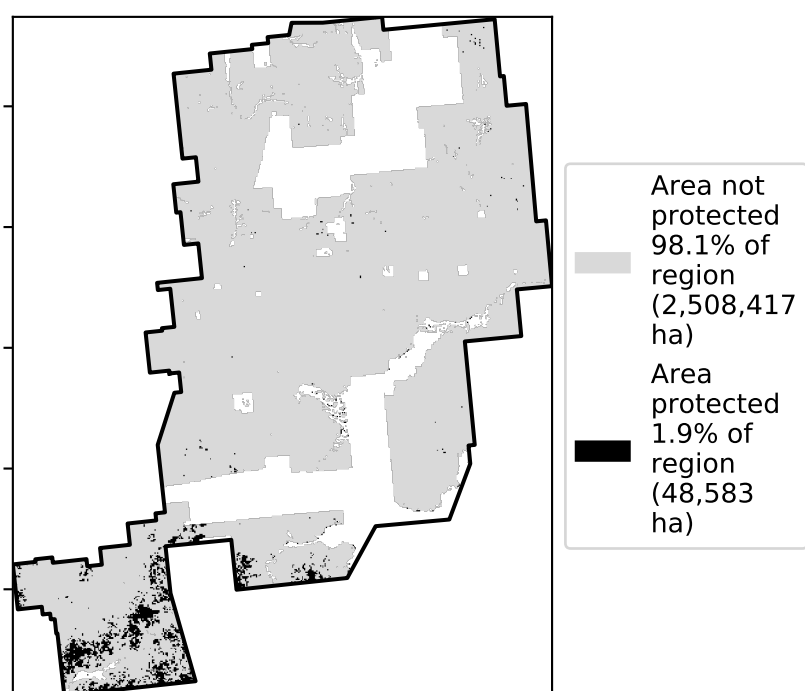 Area not
protected
98.1% of
region
(2,508,417
ha)
Area
protected
1.9% of
region
(48,583
ha)